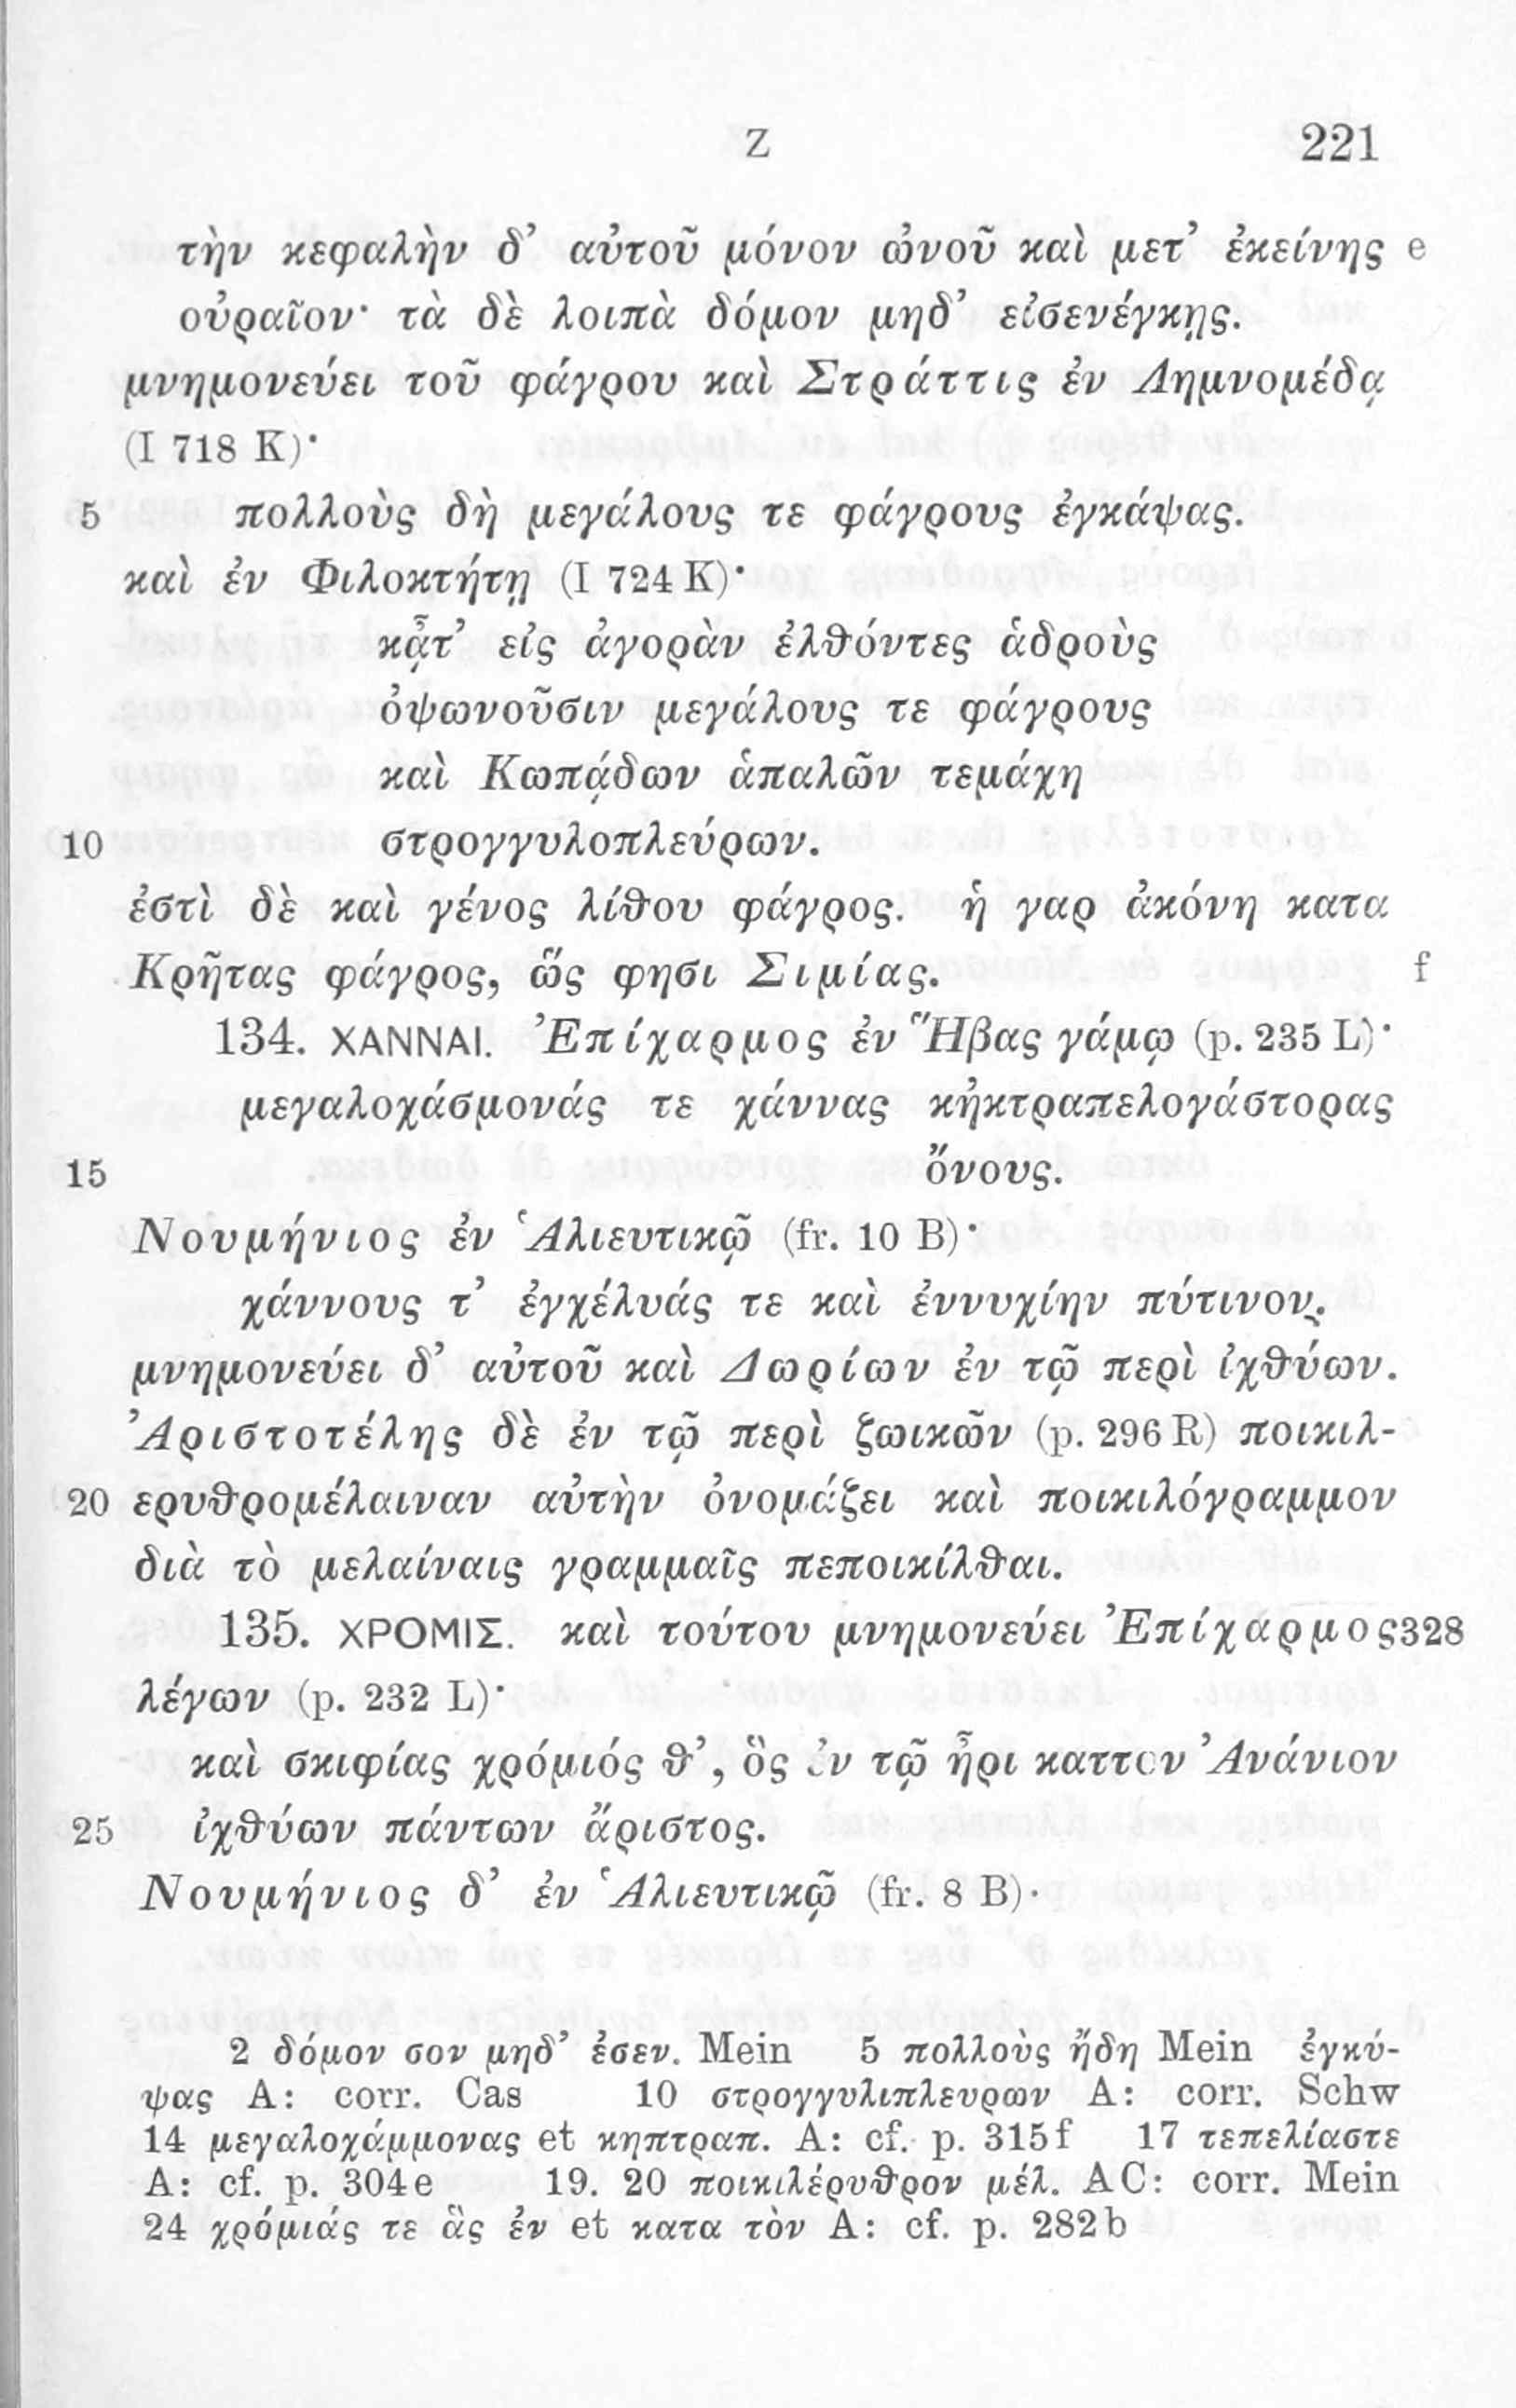 Z 221
τὴν κεφαλὴν δ’ αὐτοῦ μόνον ὠνοῦ καὶ μετ’ ἐκείνης e
οὐραῖον· τὰ δὲ λοιπὰ δόμον μηδ’ εἰσενέγκῃς.
μνημονεύει τοῦ φάγρου καὶ Στράττις ἐν Λημνομέδᾳ
(I 718 K)·
5 πολλοὺς δὴ μεγάλους τε φάγρους ἐγκάψας.
καὶ ἐν Φιλοκτήτῃ (I 724 K)·
κᾆτ’ εἰς ἀγορὰν ἐλθόντες ἁδροὺς
ὀψωνοῦσιν μεγάλους τε φάγρους
καὶ Κωπᾴδων ἁπαλῶν τεμάχη
10 στρογγυλοπλεύρων.
ἐστὶ δὲ καὶ γένος λίθου φάγρος. ἡ γαρ ἀκόνη κατα
Κρῆτας φάγρος, ὥς φησι Σιμίας. f
134. ΧΑΝΝΑΙ. Ἐπίχαρμος ἐν Ἥβας γάμῳ (p. 235 L)·
μεγαλοχάσμονάς τε χάννας κἠκτραπελογάστορας
15 ὄνους.
Νουμήνιος ἐν Ἁλιευτικῷ (fr. 10 B)·
χάννους τ’ ἐγχέλυάς τε καὶ ἐννυχίην πύτινον.
μνημονεύει δ’ αὐτοῦ καὶ Δωρίων ἐν τῷ περὶ ἰχθύων.
Ἀριστοτέλης δὲ ἐν τῷ περὶ ζωικῶν (p. 296 R) ποικιλ-
20 ερυθρομέλαιναν αὐτὴν ὀνομάζει καὶ ποικιλόγραμμον
διὰ τὸ μελαίναις γραμμαῖς πεποικίλθαι.
135. ΧΡΟΜΙΣ. καὶ τούτου μνημονεύει Ἐπίχαρμος 328
λέγων (p. 232 L)·
καὶ σκιφίας χρόμιός θ’, ὃς ἐν τῷ ἦρι καττὸν Ἀνάνιον
25 ἰχθύων πάντων ἄριστος.
Νουμήνιος δ’ ἐν Ἁλιευτικῷ (fr. 8 B)·
2 δόμον σον μηδ’ ἐσεν. Mein 5 πολλοὺς ἤδη Mein ἐγκύ-
ψας A: corr. Cas 10 στρογγυλιπλευρων A: corr. Schw
14 μεγαλοχάμμονας et κηπτραπ. A: cf. p. 315 f 17 τεπελίαστε
A: cf. p. 304 e 19. 20 ποικιλέρυθρον μέλ. AC: corr. Mein
24 χρόμιάς τε ἃς ἐν et κατα τὸν A: cf. p. 282 b